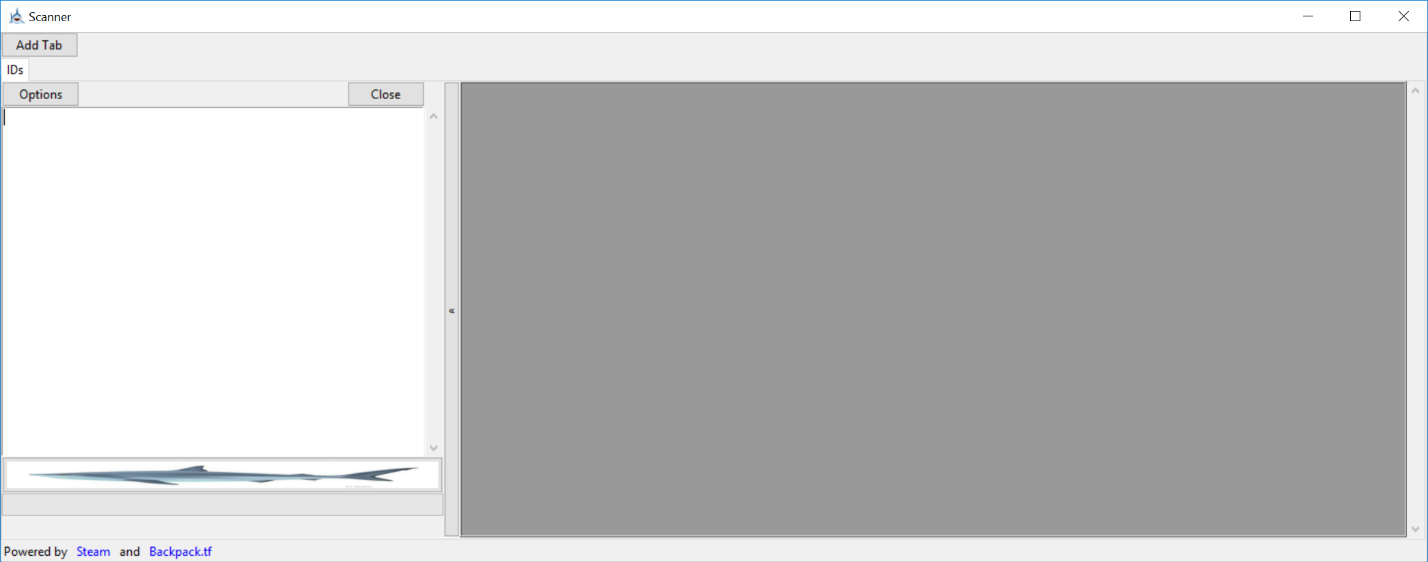 Scanner
Add Tab
IDs
Options Close
«
Powered by Steam and Backpack.tf